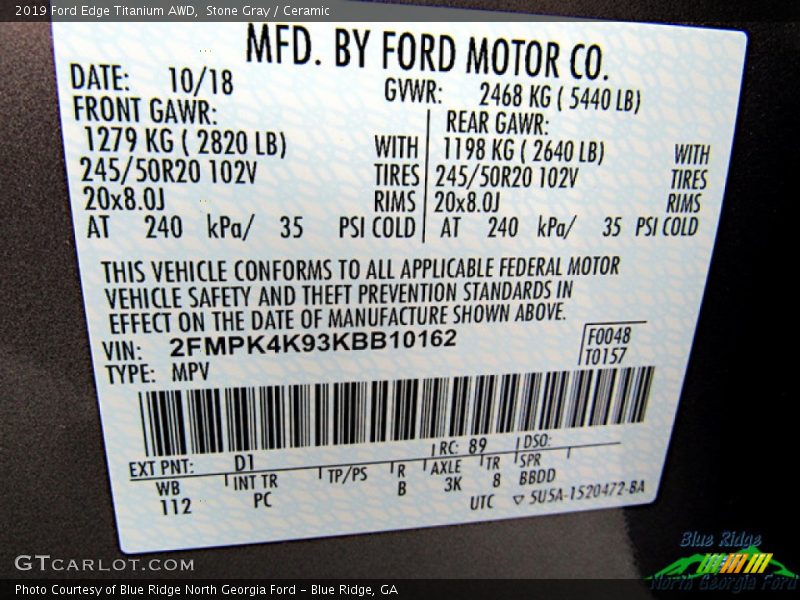 2019 Ford Edge Titanium AWD,  Stone Gray / Ceramic
MFD. BY FORD MOTOR CO.
DATE: 10/18 GVWR: 2468 KG ( 5440 LB)
FRONT GAWR: REAR GAWR:
1279 KG ( 2820 LB) WITH 1198 KG ( 2640 LB) WITH
245/50R20 102V TIRES 245/50R20 102V TIRES
20x8.0J RIMS 20x8.0J RIMS
AT 240 kPa/ 35 PSI COLD AT 240 kPa/ 35 PSI COLD
THIS VEHICLE CONFORMS TO ALL APPLICABLE FEDERAL MOTOR
VEHICLE SAFETY AND THEFT PREVENTION STANDARDS IN
EFFECT ON THE DATE OF MANUFACTURE SHOWN ABOVE.
VIN: 2FMPK4K93KBB10162 F0048
TYPE: MPV T0157
EXT PNT: D1 RC: 89 DSO:
WB INT TR TP/PS R AXLE TR SPR
112 PC B 3K 8 BBDD
UTC ▽ 5U5A-1520472-BA
Blue Ridge
North Georgia Ford
GTCARLOT.COM
Photo Courtesy of Blue Ridge North Georgia Ford – Blue Ridge, GA